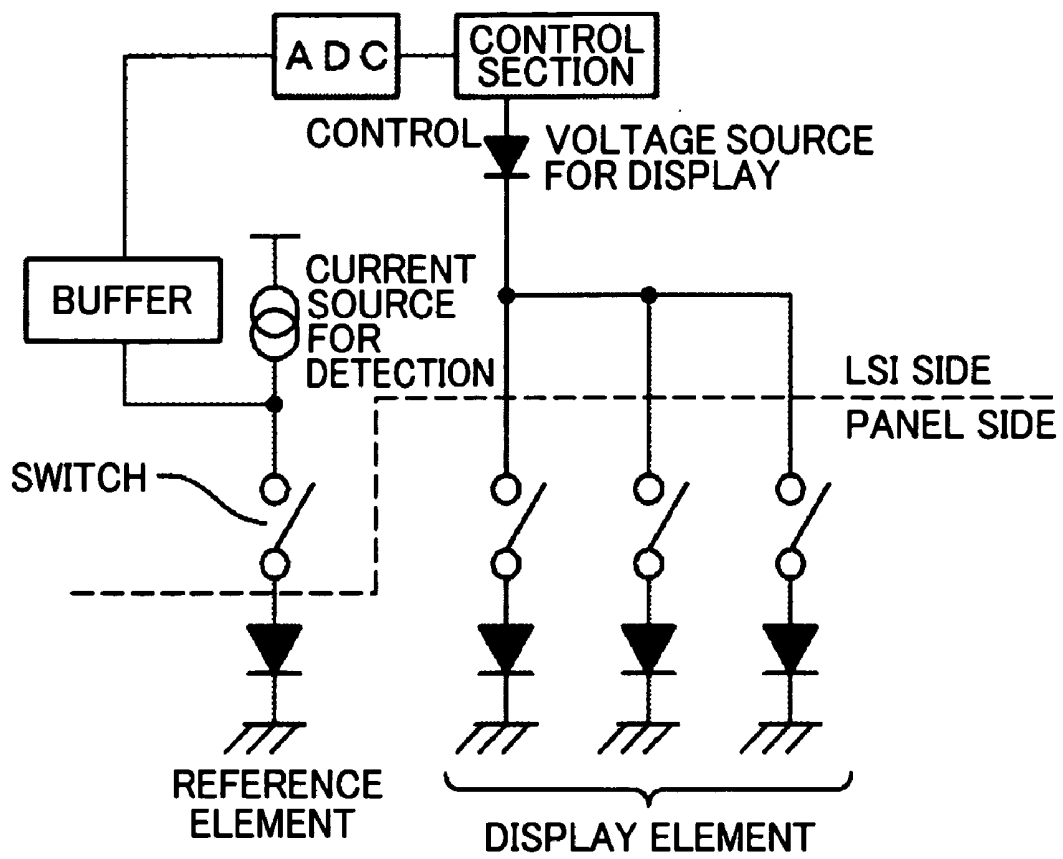 ADC
CONTROL
SECTION
CONTROL
VOLTAGE SOURCE
FOR DISPLAY
BUFFER
CURRENT
SOURCE
FOR
DETECTION
LSI SIDE
PANEL SIDE
SWITCH
REFERENCE
ELEMENT
DISPLAY ELEMENT